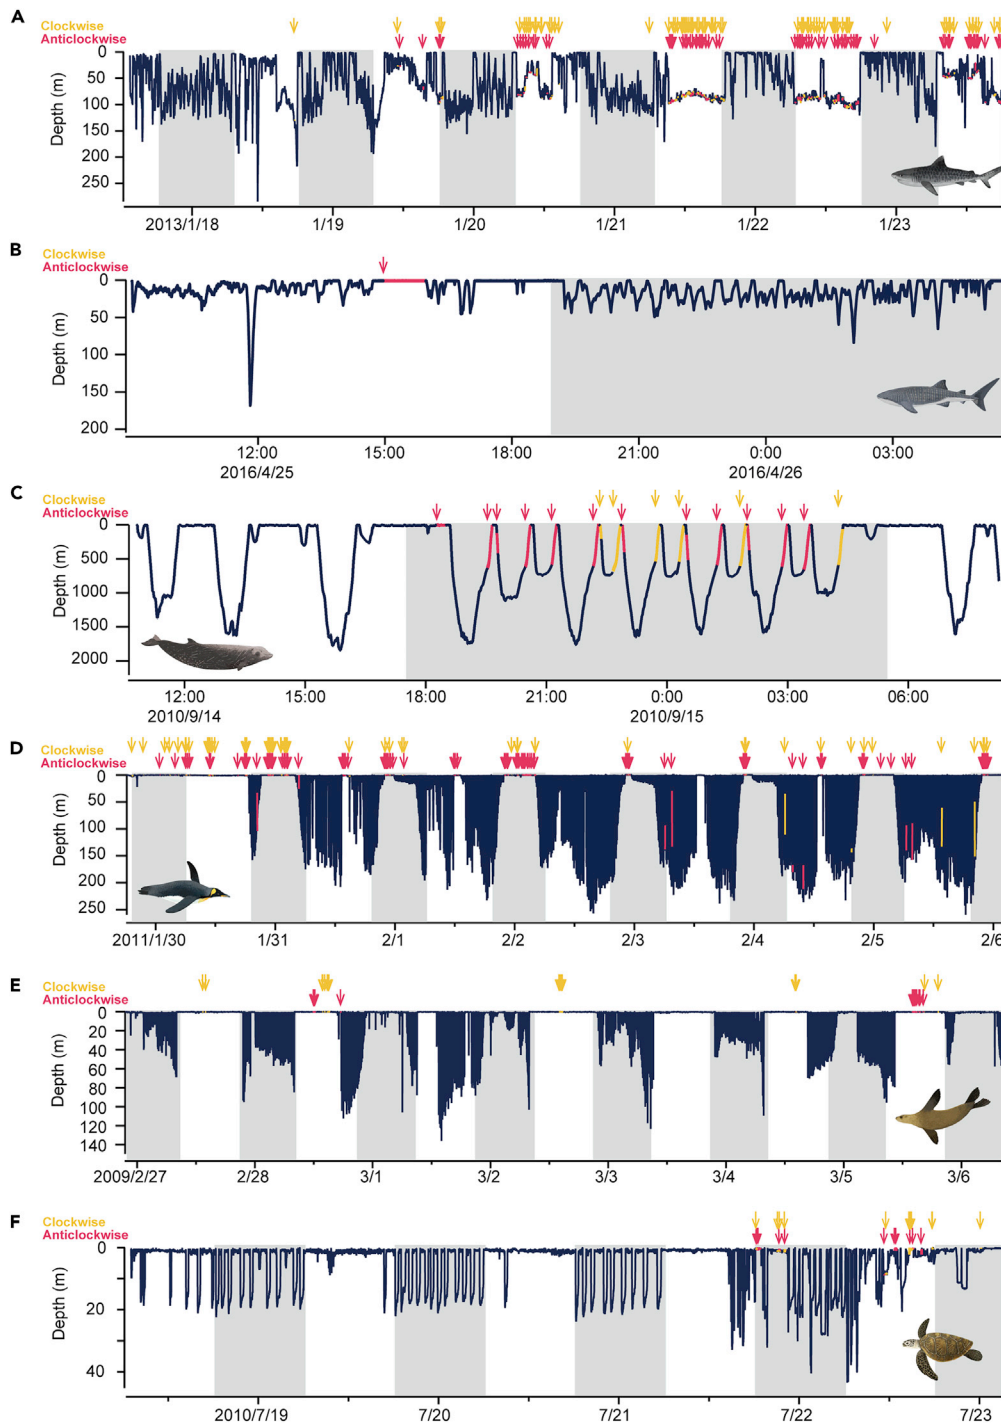 A
Clockwise
Anticlockwise
Depth (m)
0
50
100
150
200
250
2013/1/18 1/19 1/20 1/21 1/22 1/23
B
Clockwise
Anticlockwise
Depth (m)
0
50
100
150
200
12:00 15:00 18:00 21:00 0:00 03:00
2016/4/25 2016/4/26
C
Clockwise
Anticlockwise
Depth (m)
0
500
1000
1500
2000
12:00 15:00 18:00 21:00 0:00 03:00 06:00
2010/9/14 2010/9/15
D
Clockwise
Anticlockwise
Depth (m)
0
50
100
150
200
250
2011/1/30 1/31 2/1 2/2 2/3 2/4 2/5 2/6
E
Clockwise
Anticlockwise
Depth (m)
0
20
40
60
80
100
120
140
2009/2/27 2/28 3/1 3/2 3/3 3/4 3/5 3/6
F
Clockwise
Anticlockwise
Depth (m)
0
20
40
2010/7/19 7/20 7/21 7/22 7/23